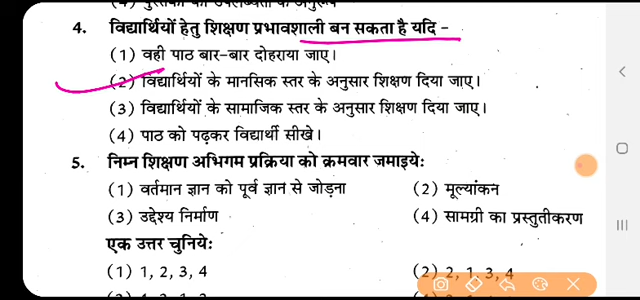 4. विद्यार्थियों हेतु शिक्षण प्रभावशाली बन सकता है यदि -
(1) वही पाठ बार-बार दोहराया जाए।
(2) विद्यार्थियों के मानसिक स्तर के अनुसार शिक्षण दिया जाए।
(3) विद्यार्थियों के सामाजिक स्तर के अनुसार शिक्षण दिया जाए।
(4) पाठ को पढ़कर विद्यार्थी सीखे।
5. निम्न शिक्षण अभिगम प्रक्रिया को क्रमवार जमाइये:
(1) वर्तमान ज्ञान को पूर्व ज्ञान से जोड़ना (2) मूल्यांकन
(3) उद्देश्य निर्माण (4) सामग्री का प्रस्तुतीकरण
एक उत्तर चुनिये:
(1) 1, 2, 3, 4 (2) 2, 1, 3, 4